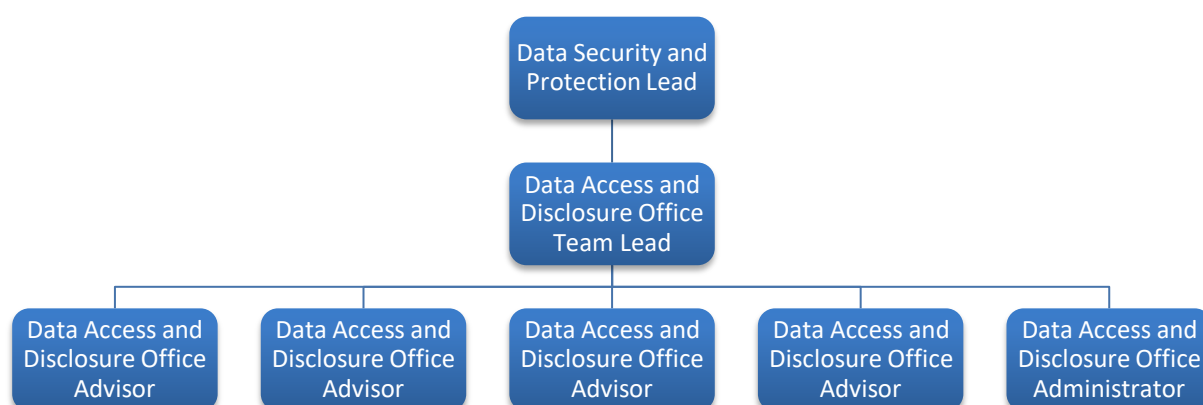 Data Security and
Protection Lead
Data Access and
Disclosure Office
Team Lead
Data Access and
Disclosure Office
Advisor
Data Access and
Disclosure Office
Advisor
Data Access and
Disclosure Office
Advisor
Data Access and
Disclosure Office
Advisor
Data Access and
Disclosure Office
Administrator